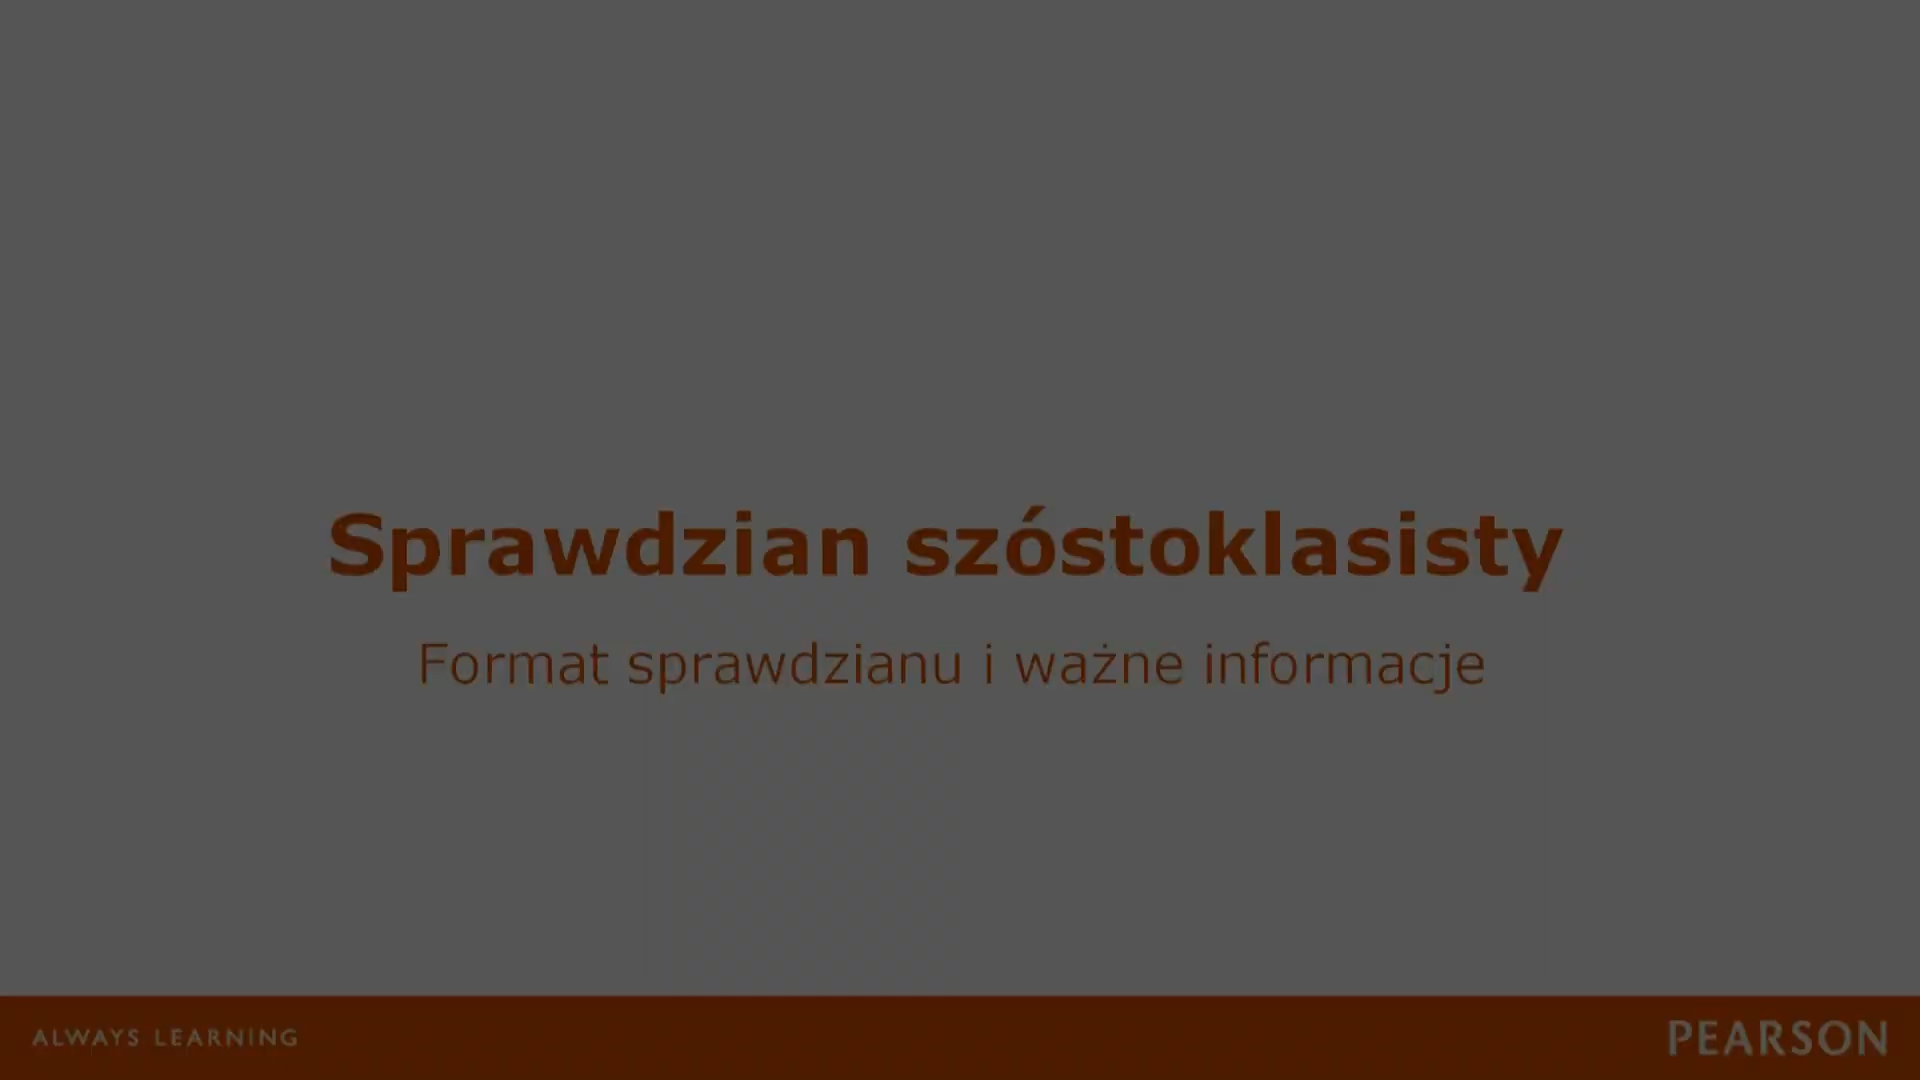 Sprawdzian szóstoklasisty
Format sprawdzianu i ważne informacje
ALWAYS LEARNING
PEARSON